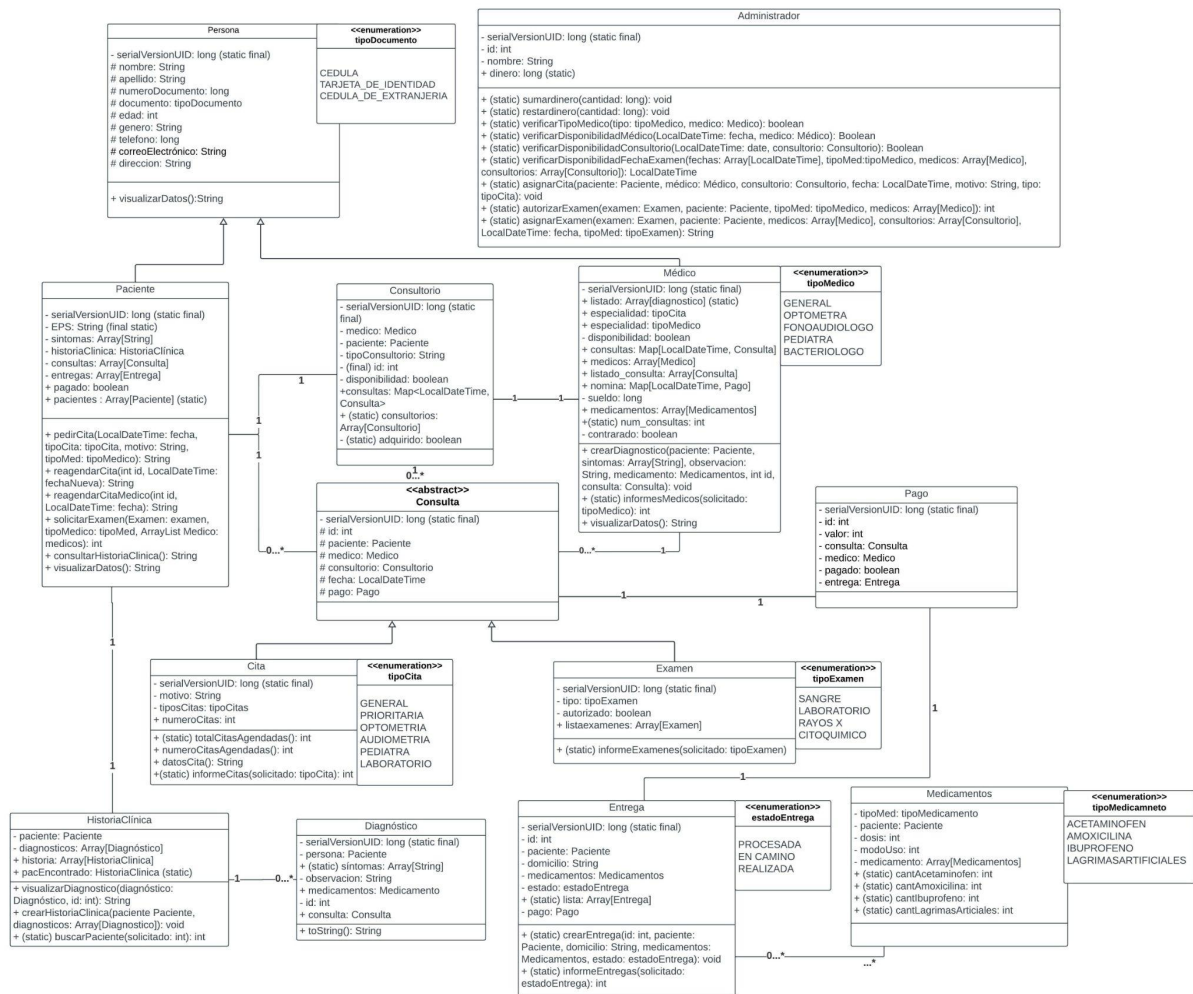 Persona
- serialVersionUID: long (static final)
# nombre: String
# apellido: String
# numeroDocumento: long
# documento: tipoDocumento
# edad: int
# genero: String
# telefono: long
# correoElectrónico: String
# direccion: String
+ visualizarDatos():String
<<enumeration>>
tipoDocumento
CEDULA
TARJETA_DE_IDENTIDAD
CEDULA_DE_EXTRANJERIA
Administrador
- serialVersionUID: long (static final)
- id: int
- nombre: String
+ dinero: long (static)
+ (static) sumardinero(cantidad: long): void
+ (static) restardinero(cantidad: long): void
+ (static) verificarTipoMedico(tipo: tipoMedico, medico: Medico): boolean
+ (static) verificarDisponibilidadMédico(LocalDateTime: fecha, medico: Médico): Boolean
+ (static) verificarDisponibilidadConsultorio(LocalDateTime: date, consultorio: Consultorio): Boolean
+ (static) verificarDisponibilidadFechaExamen(fechas: Array[LocalDateTime], tipoMed:tipoMedico, medicos: Array[Medico],
consultorios: Array[Consultorio]): LocalDateTime
+ (static) asignarCita(paciente: Paciente, médico: Médico, consultorio: Consultorio, fecha: LocalDateTime, motivo: String, tipo:
tipoCita): void
+ (static) autorizarExamen(examen: Examen, paciente: Paciente, tipoMed: tipoMedico, medicos: Array[Medico]): int
+ (static) asignarExamen(examen: Examen, paciente: Paciente, medicos: Array[Medico], consultorios: Array[Consultorio],
LocalDateTime: fecha, tipoMed: tipoExamen): String
Paciente
- serialVersionUID: long (static final)
- EPS: String (final static)
- sintomas: Array[String]
- historiaClinica: HistoriaClínica
- consultas: Array[Consulta]
- entregas: Array[Entrega]
+ pagado: boolean
+ pacientes : Array[Paciente] (static)
+ pedirCita(LocalDateTime: fecha,
tipoCita: tipoCita, motivo: String,
tipoMed: tipoMedico): String
+ reagendarCita(int id, LocalDateTime:
fechaNueva): String
+ reagendarCitaMedico(int id,
LocalDateTime: fecha): String
+ solicitarExamen(Examen: examen,
tipoMedico: tipoMed, ArrayList Medico:
medicos): int
+ consultarHistoriaClinica(): String
+ visualizarDatos(): String
Consultorio
- serialVersionUID: long (static
final)
- medico: Medico
- paciente: Paciente
- tipoConsultorio: String
- (final) id: int
- disponibilidad: boolean
+consultas: Map<LocalDateTime,
Consulta>
+ (static) consultorios:
Array[Consultorio]
- (static) adquirido: boolean
Médico
- serialVersionUID: long (static final)
+ listado: Array[diagnostico] (static)
+ especialidad: tipoCita
+ especialidad: tipoMedico
- disponibilidad: boolean
+ consultas: Map[LocalDateTime, Consulta]
+ medicos: Array[Medico]
+ listado_consulta: Array[Consulta]
+ nomina: Map[LocalDateTime, Pago]
- sueldo: long
+ medicamentos: Array[Medicamentos]
+(static) num_consultas: int
- contrarado: boolean
+ crearDiagnostico(paciente: Paciente,
sintomas: Array[String], observacion:
String, medicamento: Medicamentos, int id,
consulta: Consulta): void
+ (static) informesMedicos(solicitado:
tipoMedico): int
+ visualizarDatos(): String
<<enumeration>>
tipoMedico
GENERAL
OPTOMETRA
FONOAUDIOLOGO
PEDIATRA
BACTERIOLOGO
1
1
1
1
1
1
0...*
0...*
0...*
1
<<abstract>>
Consulta
- serialVersionUID: long (static final)
# id: int
# paciente: Paciente
# medico: Medico
# consultorio: Consultorio
# fecha: LocalDateTime
# pago: Pago
Pago
- serialVersionUID: long (static final)
- id: int
- valor: int
- consulta: Consulta
- medico: Medico
- pagado: boolean
- entrega: Entrega
1
1
1
1
1
1
Cita
- serialVersionUID: long (static final)
- motivo: String
- tiposCitas: tipoCitas
+ numeroCitas: int
+ (static) totalCitasAgendadas(): int
+ numeroCitasAgendadas(): int
+ datosCita(): String
+(static) informeCitas(solicitado: tipoCita): int
<<enumeration>>
tipoCita
GENERAL
PRIORITARIA
OPTOMETRIA
AUDIOMETRIA
PEDIATRA
LABORATORIO
Examen
- serialVersionUID: long (static final)
- tipo: tipoExamen
- autorizado: boolean
+ listaexamenes: Array[Examen]
+ (static) informeExamenes(solicitado: tipoExamen)
<<enumeration>>
tipoExamen
SANGRE
LABORATORIO
RAYOS X
CITOQUIMICO
HistoriaClínica
- paciente: Paciente
- diagnosticos: Array[Diagnóstico]
+ historia: Array[HistoriaClinica]
+ pacEncontrado: HistoriaClinica (static)
+ visualizarDiagnostico(diagnóstico:
Diagnóstico, id: int): String
+ crearHistoriaClinica(paciente Paciente,
diagnosticos: Array[Diagnostico]): void
+ (static) buscarPaciente(solicitado: int): int
1
0...*
Diagnóstico
- serialVersionUID: long (static final)
- persona: Paciente
+ (static) síntomas: Array[String]
- observacion: String
+ medicamentos: Medicamento
- id: int
+ consulta: Consulta
+ toString(): String
Entrega
- serialVersionUID: long (static final)
- id: int
- paciente: Paciente
- domicilio: String
- medicamentos: Medicamentos
- estado: estadoEntrega
+ (static) lista: Array[Entrega]
- pago: Pago
+ (static) crearEntrega(id: int, paciente:
Paciente, domicilio: String, medicamentos:
Medicamentos, estado: estadoEntrega): void
+ (static) informeEntregas(solicitado:
estadoEntrega): int
<<enumeration>>
estadoEntrega
PROCESADA
EN CAMINO
REALIZADA
Medicamentos
- tipoMed: tipoMedicamento
- paciente: Paciente
- dosis: int
- modoUso: int
- medicamento: Array[Medicamentos]
+ (static) cantAcetaminofen: int
+ (static) cantAmoxicilina: int
+ (static) cantIbuprofeno: int
+ (static) cantLagrimasArticiales: int
<<enumeration>>
tipoMedicamneto
ACETAMINOFEN
AMOXICILINA
IBUPROFENO
LAGRIMASARTIFICIALES
0...*
...*